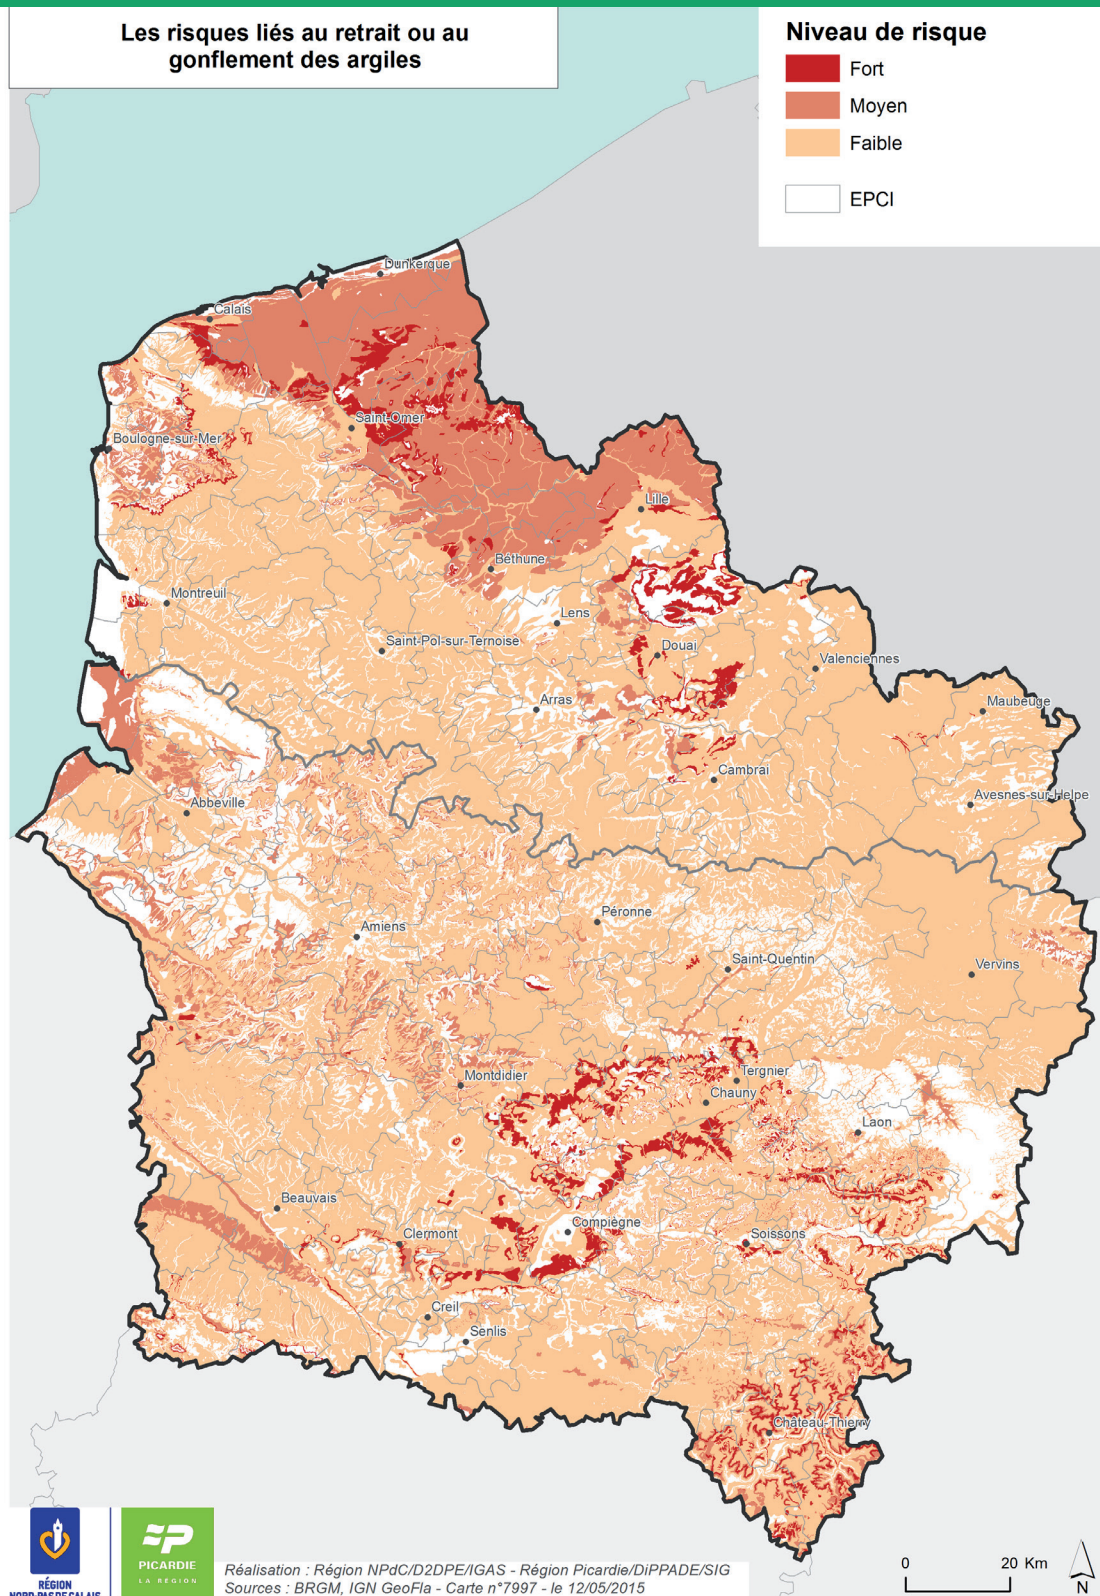 Les risques liés au retrait ou au
gonflement des argiles
Niveau de risque
Fort
Moyen
Faible
EPCI
Dunkerque
Calais
Saint-Omer
Boulogne-sur-Mer
Lille
Béthune
Montreuil
Lens
Saint-Pol-sur-Ternoise
Douai
Valenciennes
Arras
Maubeuge
Cambrai
Avesnes-sur-Helpe
Abbeville
Péronne
Amiens
Saint-Quentin
Vervins
Montdidier
Tergnier
Chauny
Laon
Beauvais
Compiègne
Clermont
Soissons
Creil
Senlis
Château-Thierry
RÉGION
NORD-PAS DE CALAIS
PICARDIE
LA RÉGION
Réalisation : Région NPdC/D2DPE/IGAS - Région Picardie/DiPPADE/SIG
Sources : BRGM, IGN GeoFla - Carte n°7997 - le 12/05/2015
0 20 Km
N